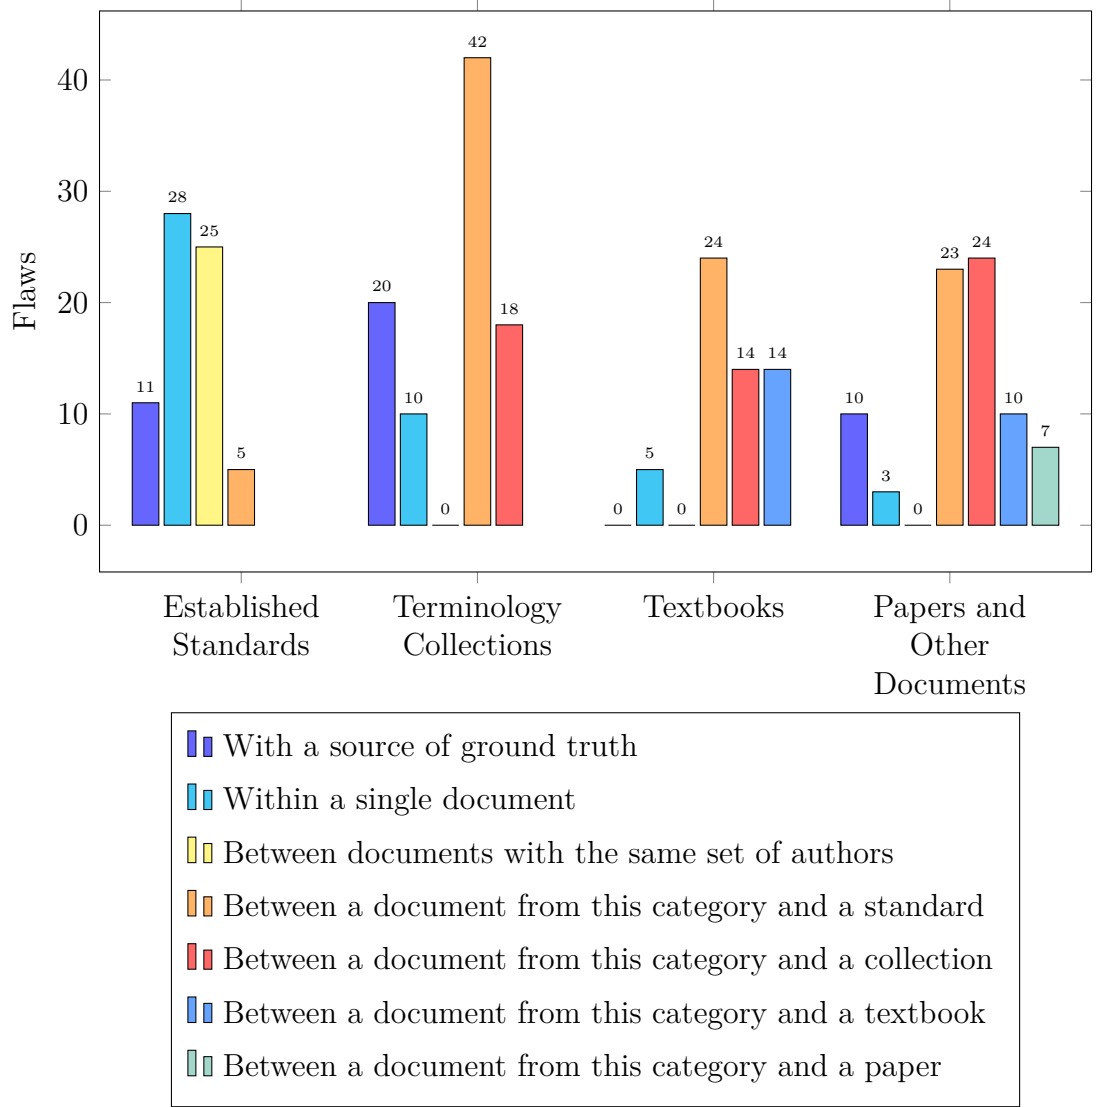 42
40
30
28
25
24
24
23
Flaws
20
20
18
14
14
11
10
10
10
10
7
5
5
3
0
0
0
0
0
Established
Standards
Terminology
Collections
Textbooks
Papers and
Other
Documents
With a source of ground truth
Within a single document
Between documents with the same set of authors
Between a document from this category and a standard
Between a document from this category and a collection
Between a document from this category and a textbook
Between a document from this category and a paper